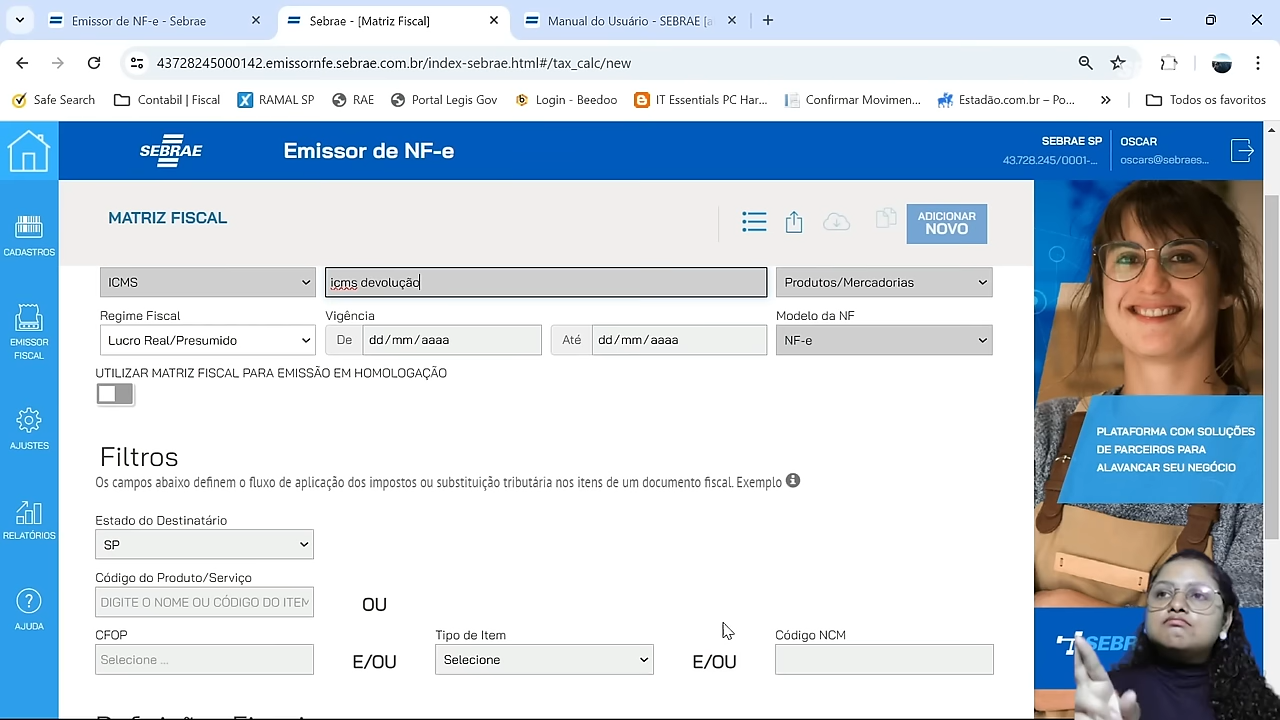 Emissor de NF-e - Sebrae
Sebrae - [Matriz Fiscal]
Manual do Usuário - SEBRAE [a
43728245000142.emissornfe.sebrae.com.br/index-sebrae.html#/tax_calc/new
Safe Search
Contabil | Fiscal
RAMAL SP
RAE
Portal Legis Gov
Login - Beedoo
IT Essentials PC Har...
Confirmar Movimen...
Estadão.com.br – Po...
Todos os favoritos
SEBRAE
Emissor de NF-e
SEBRAE SP
43.728.245/0001-...
OSCAR
oscars@sebraes...
CADASTROS
EMISSOR
FISCAL
AJUSTES
RELATÓRIOS
AJUDA
MATRIZ FISCAL
ADICIONAR
NOVO
ICMS
icms devolução
Produtos/Mercadorias
Regime Fiscal
Vigência
Modelo da NF
Lucro Real/Presumido
De
dd/mm/aaaa
Até
dd/mm/aaaa
NF-e
UTILIZAR MATRIZ FISCAL PARA EMISSÃO EM HOMOLOGAÇÃO
Filtros
Os campos abaixo definem o fluxo de aplicação dos impostos ou substituição tributária nos itens de um documento fiscal. Exemplo
Estado do Destinatário
SP
Código do Produto/Serviço
DIGITE O NOME OU CÓDIGO DO ITEM
OU
CFOP
Tipo de Item
Código NCM
Selecione ...
E/OU
Selecione
E/OU
PLATAFORMA COM SOLUÇÕES
DE PARCEIROS PARA
ALAVANCAR SEU NEGÓCIO